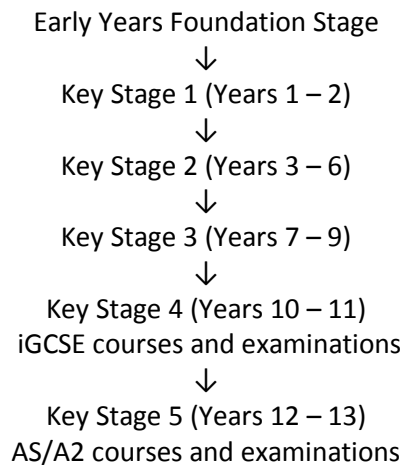 Early Years Foundation Stage
↓
Key Stage 1 (Years 1 – 2)
↓
Key Stage 2 (Years 3 – 6)
↓
Key Stage 3 (Years 7 – 9)
↓
Key Stage 4 (Years 10 – 11)
iGCSE courses and examinations
↓
Key Stage 5 (Years 12 – 13)
AS/A2 courses and examinations